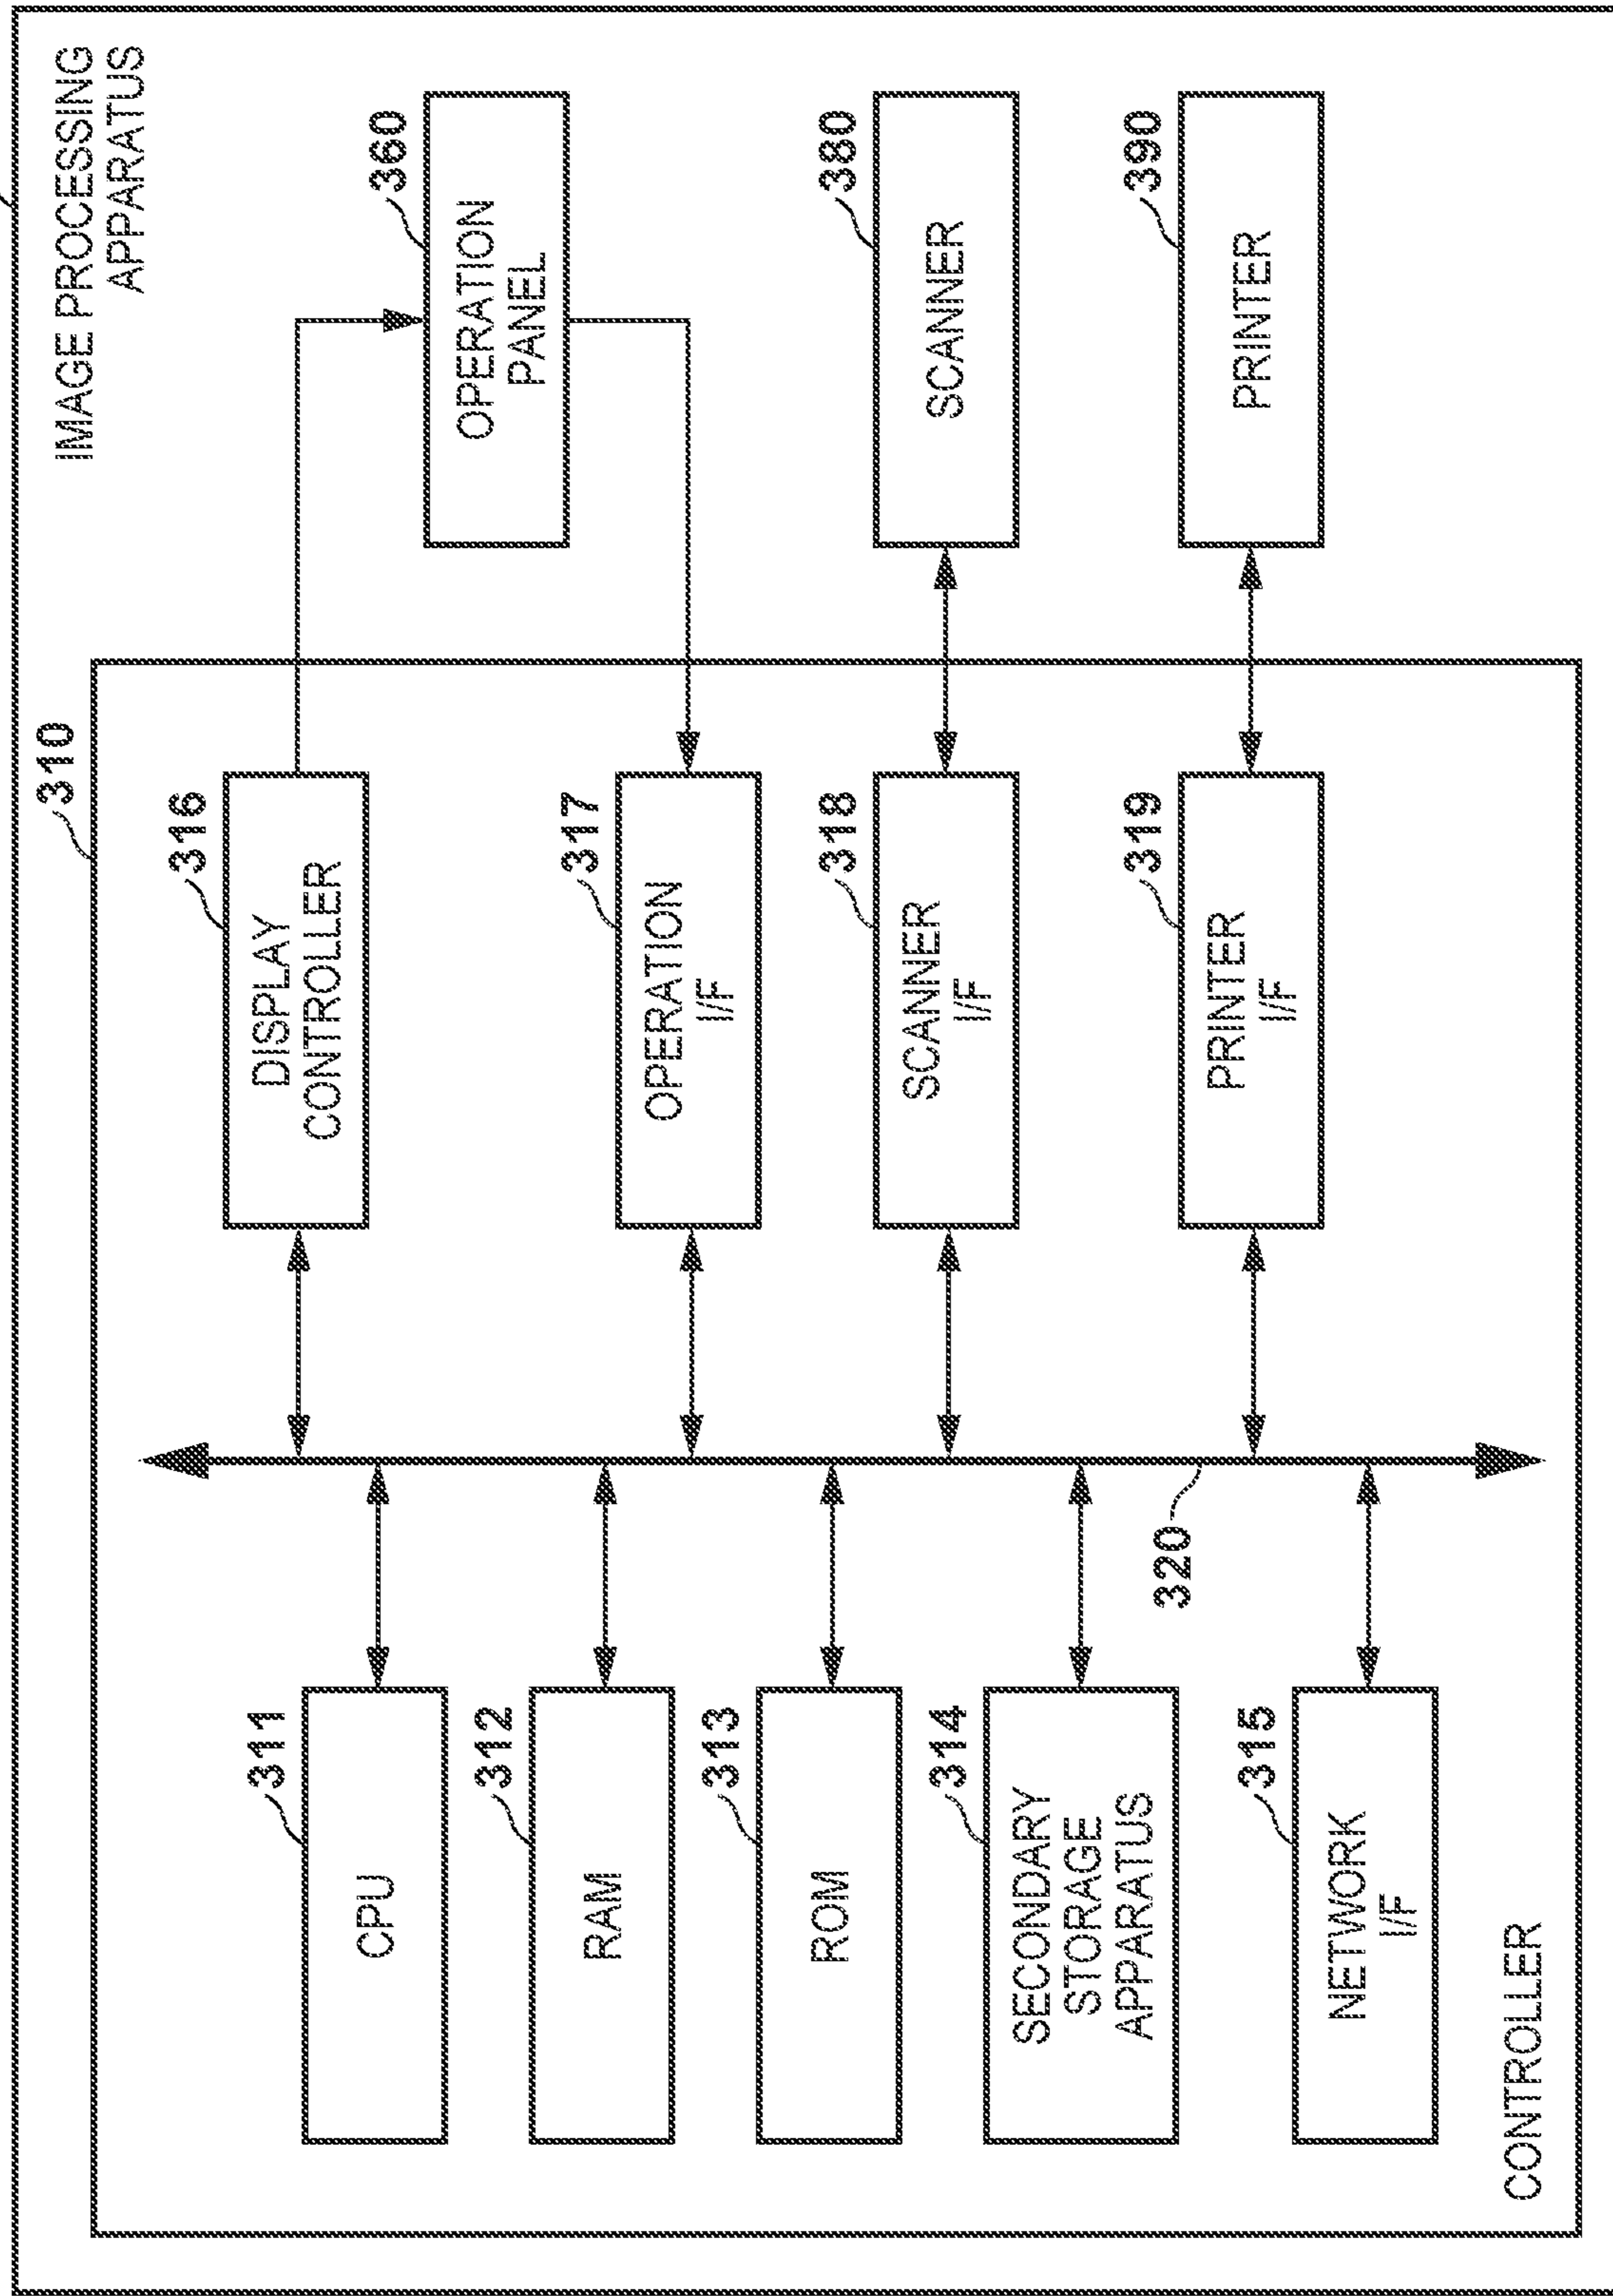 IMAGE PROCESSING
APPARATUS
310
311
CPU
312
RAM
313
ROM
314
SECONDARY
STORAGE
APPARATUS
315
NETWORK
I/F
CONTROLLER
320
316
DISPLAY
CONTROLLER
317
OPERATION
I/F
318
SCANNER
I/F
319
PRINTER
I/F
360
OPERATION
PANEL
380
SCANNER
390
PRINTER